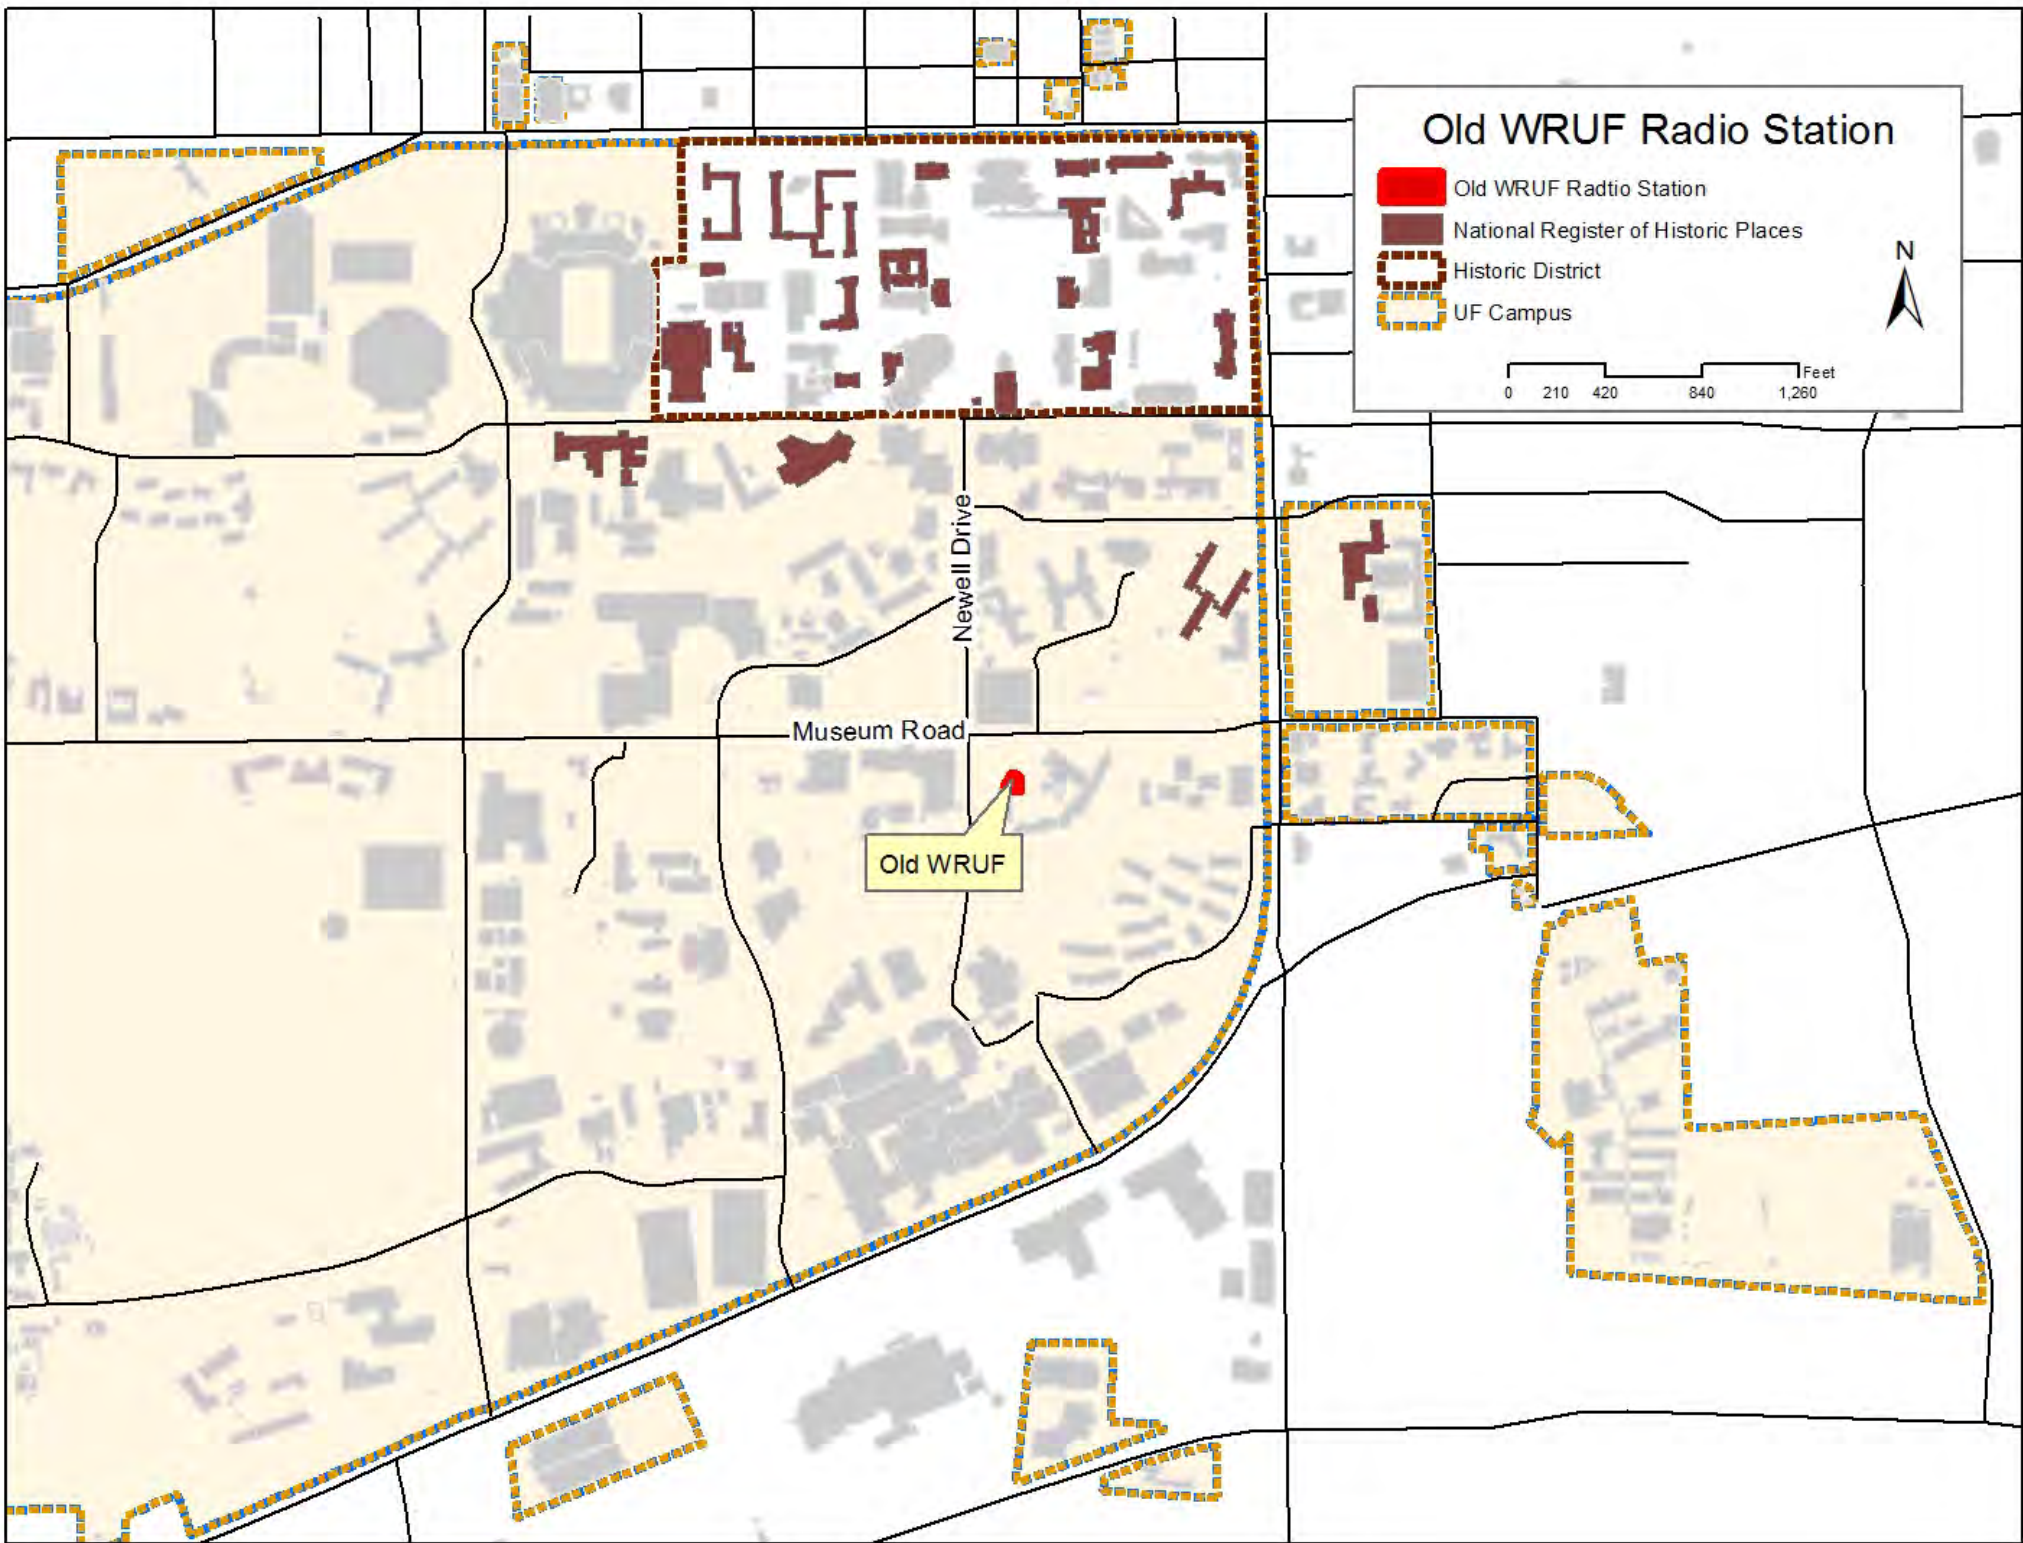 Old WRUF Radio Station
Old WRUF Radtio Station
National Register of Historic Places
Historic District
UF Campus
N
Feet
0 210 420 840 1,260
Newell Drive
Museum Road
Old WRUF